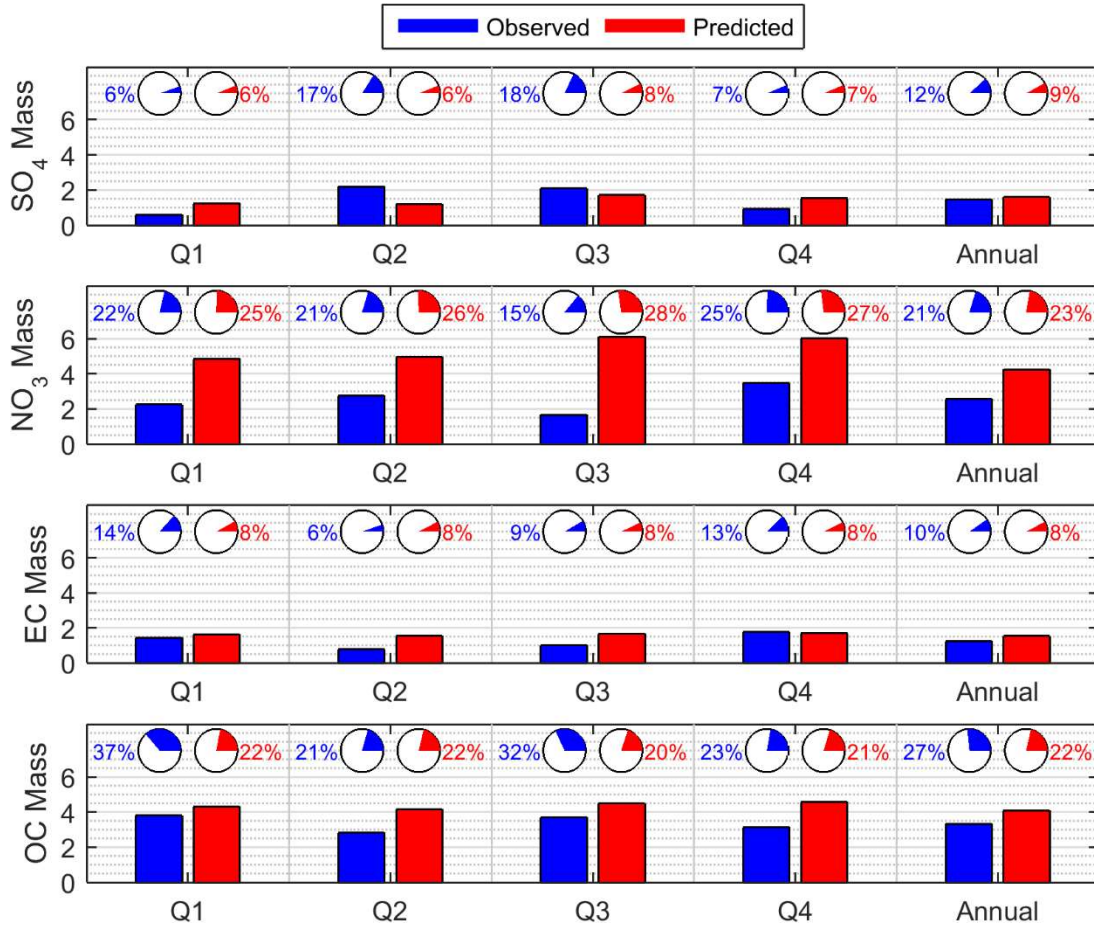 Observed Predicted
6% 6% 17% 6% 18% 8% 7% 7% 12% 9%
SO4 Mass
6
4
2
0
Q1 Q2 Q3 Q4 Annual
22% 25% 21% 26% 15% 28% 25% 27% 21% 23%
NO3 Mass
6
4
2
0
Q1 Q2 Q3 Q4 Annual
14% 8% 6% 8% 9% 8% 13% 8% 10% 8%
EC Mass
6
4
2
0
Q1 Q2 Q3 Q4 Annual
37% 22% 21% 22% 32% 20% 23% 21% 27% 22%
OC Mass
6
4
2
0
Q1 Q2 Q3 Q4 Annual